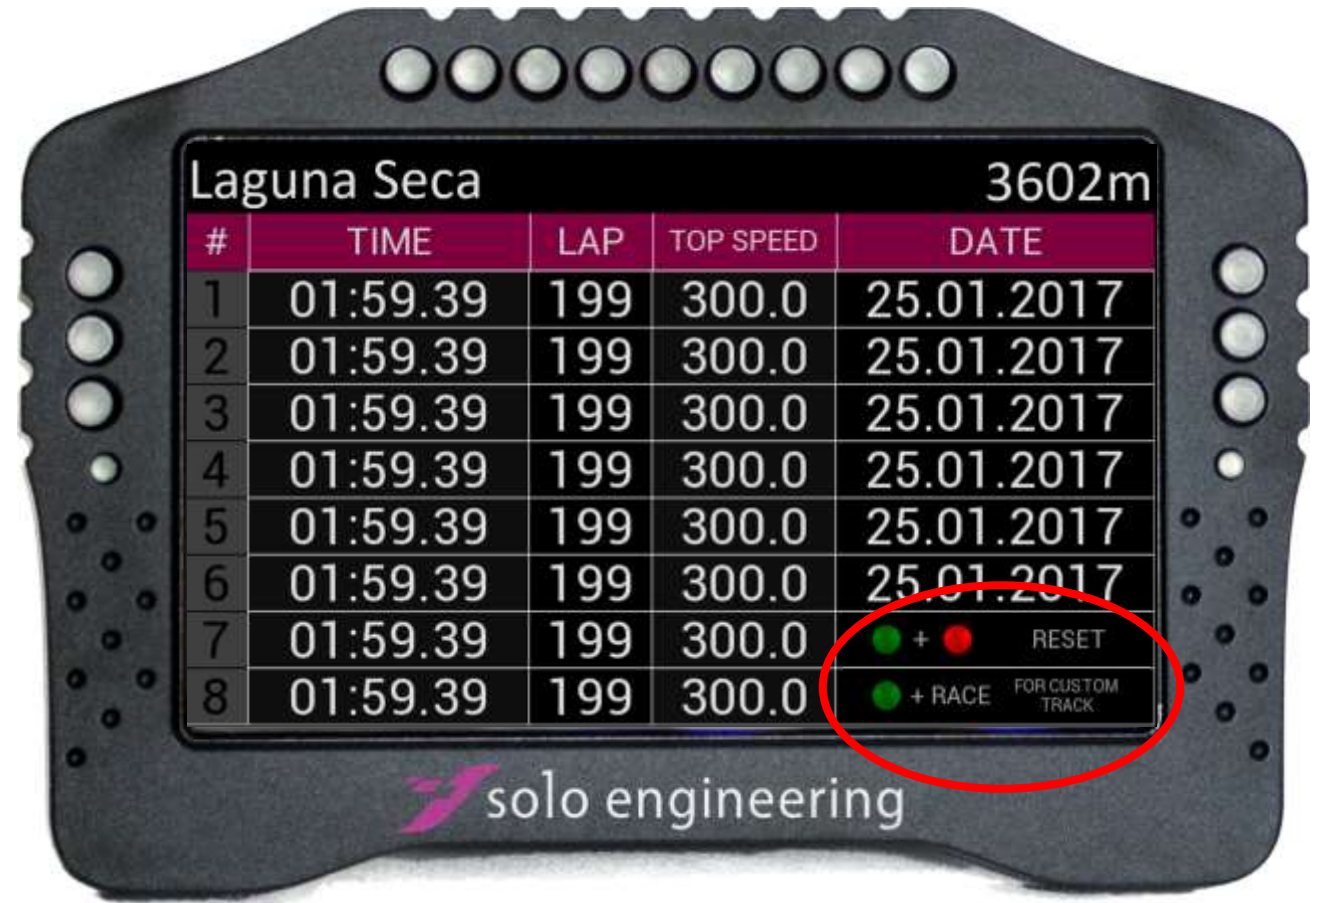 Laguna Seca 3602m
# TIME LAP TOP SPEED DATE
1 01:59.39 199 300.0 25.01.2017
2 01:59.39 199 300.0 25.01.2017
3 01:59.39 199 300.0 25.01.2017
4 01:59.39 199 300.0 25.01.2017
5 01:59.39 199 300.0 25.01.2017
6 01:59.39 199 300.0 25.01.2017
7 01:59.39 199 300.0 + RESET
8 01:59.39 199 300.0 + RACE FOR CUSTOM
TRACK
solo engineering